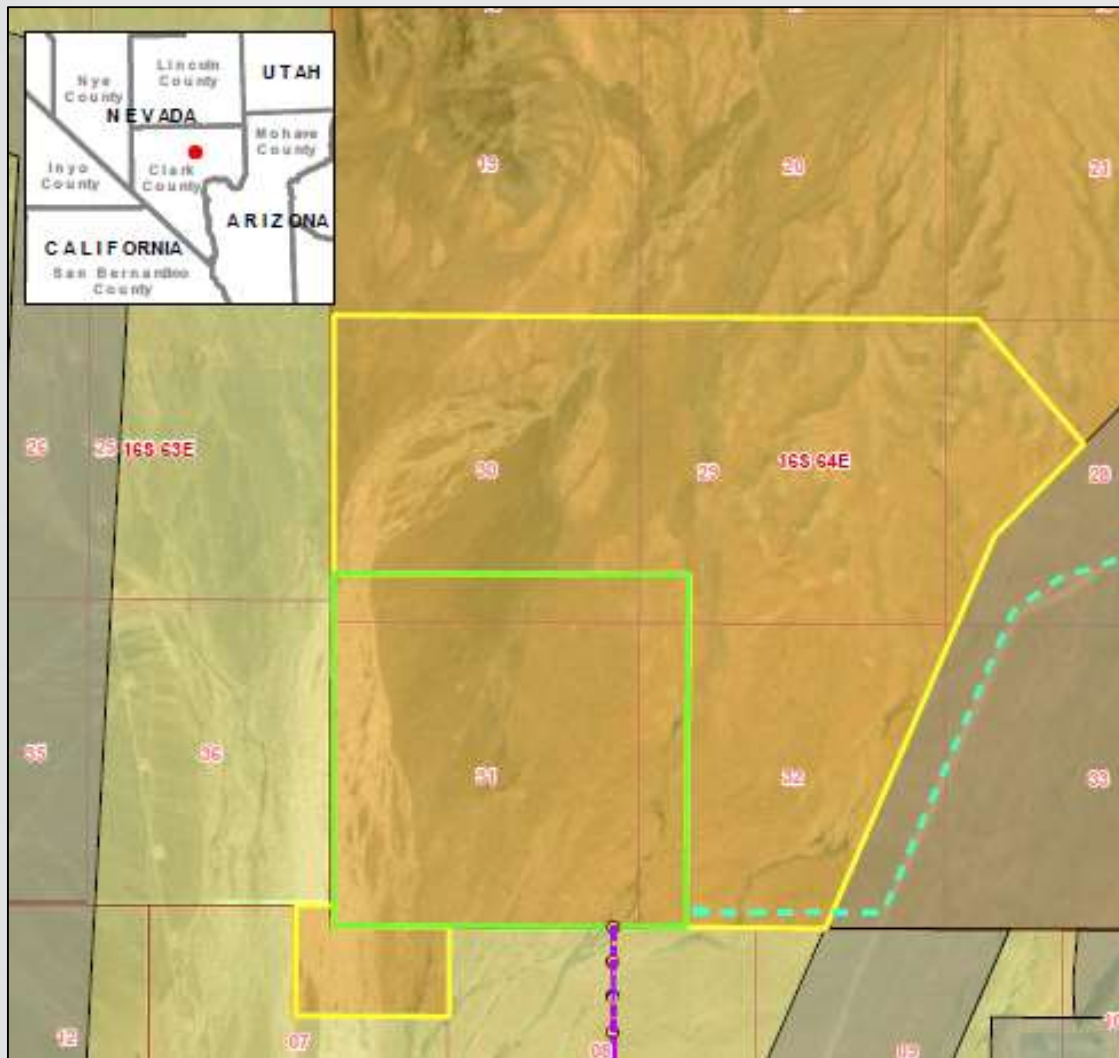 Lincoln
County
UTAH
Nye
County
NEVADA
Mohave
County
Inyo
County
Clark
County
ARIZONA
CALIFORNIA
San Bernardino
County
19
20
21
26
25
16S 63E
30
29
16S 64E
28
35
36
31
32
33
12
07
08
09
10